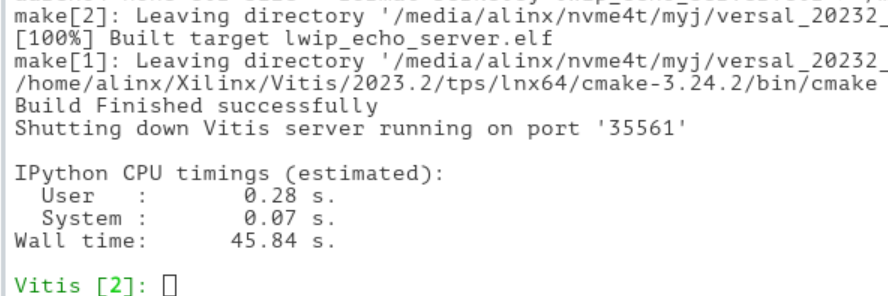 make[2]: Leaving directory '/media/alinx/nvme4t/myj/versal_20232_
[100%] Built target lwip_echo_server.elf
make[1]: Leaving directory '/media/alinx/nvme4t/myj/versal_20232_
/home/alinx/Xilinx/Vitis/2023.2/tps/lnx64/cmake-3.24.2/bin/cmake
Build Finished successfully
Shutting down Vitis server running on port '35561'
IPython CPU timings (estimated):
User   :       0.28 s.
System :       0.07 s.
Wall time:      45.84 s.
Vitis [2]: